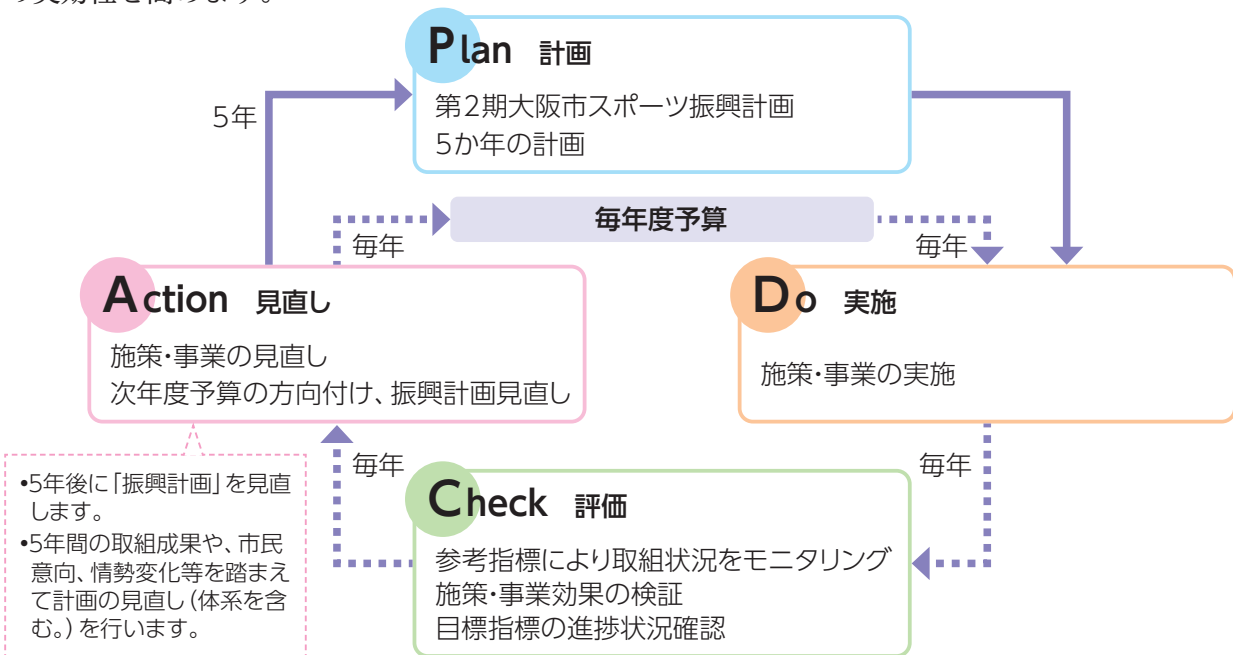 の実効性を高めます。
Plan 計画
第2期大阪市スポーツ振興計画
5か年の計画
5年
毎年度予算
毎年
毎年
Action 見直し
施策・事業の見直し
次年度予算の方向付け、振興計画見直し
Do 実施
施策・事業の実施
毎年
毎年
•5年後に「振興計画」を見直
します。
•5年間の取組成果や、市民
意向、情勢変化等を踏まえ
て計画の見直し(体系を含
む。)を行います。
Check 評価
参考指標により取組状況をモニタリング
施策・事業効果の検証
目標指標の進捗状況確認